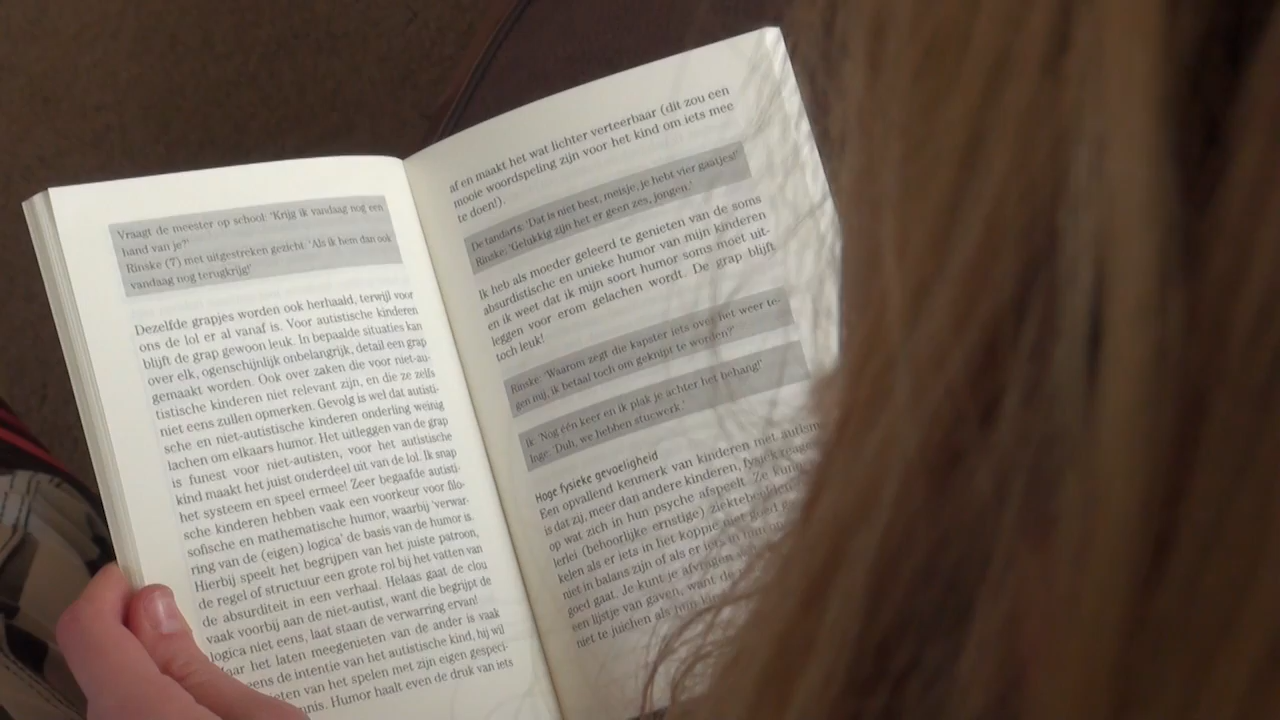 Vraagt de meester op school: 'Krijg ik vandaag nog een
hand van je?'
Rinske (7) met uitgestreken gezicht: 'Als ik hem dan ook
vandaag nog terugkrijg!'
Dezelfde grapjes worden ook herhaald, terwijl voor
ons de lol er al vanaf is. Voor autistische kinderen
blijft de grap gewoon leuk. In bepaalde situaties kan
over elk, ogenschijnlijk onbelangrijk, detail een grap
gemaakt worden. Ook over zaken die voor niet-au-
tistische kinderen niet relevant zijn, en die ze zelfs
niet eens zullen opmerken. Gevolg is wel dat autisti-
sche en niet-autistische kinderen onderling weinig
lachen om elkaars humor. Het uitleggen van de grap
is funest voor niet-autisten, voor het autistische
kind maakt het juist onderdeel uit van de lol. Ik snap
het systeem en speel ermee! Zeer begaafde autisti-
sche kinderen hebben vaak een voorkeur voor filo-
sofische en mathematische humor, waarbij 'verwar-
ring van de (eigen) logica' de basis van de humor is.
Hierbij speelt het begrijpen van het juiste patroon,
de regel of structuur een grote rol bij het vatten van
de absurditeit in een verhaal. Helaas gaat de clou
vaak voorbij aan de niet-autist, want die begrijpt de
logica niet eens, laat staan de verwarring ervan!
het laten meegenieten van de ander is vaak
de intentie van het autistische kind, hij wil
van het spelen met zijn eigen gespeci-
Humor haalt even de druk van iets
af en maakt het wat lichter verteerbaar (dit zou een
mooie woordspeling zijn voor het kind om iets mee
te doen!).
De tandarts: 'Dat is niet best, meisje, je hebt vier gaatjes!'
Rinske: 'Gelukkig zijn het er geen zes, jongen.'
Ik heb als moeder geleerd te genieten van de soms
absurdistische en unieke humor van mijn kinderen
en ik weet dat ik mijn soort humor soms moet uit-
leggen voor erom gelachen wordt. De grap blijft
toch leuk!
Rinske: 'Waarom zegt die kapster iets over het weer te-
gen mij, ik betaal toch om geknipt te worden?'
Ik: 'Nog één keer en ik plak je achter het behang!'
Inge: 'Duh, we hebben stucwerk.'
Hoge fysieke gevoeligheid
Een opvallend kenmerk van kinderen met autisme
is dat zij, meer dan andere kinderen, fysiek
op wat zich in hun psyche afspeelt. Ze
lerlei (behoorlijke ernstige)
kelen als er iets in het koppie niet goed
niet in balans zijn of als er iets in hun
goed gaat. Je kunt je afvragen
een lijstje van gaven, want de
niet te juichen als mijn